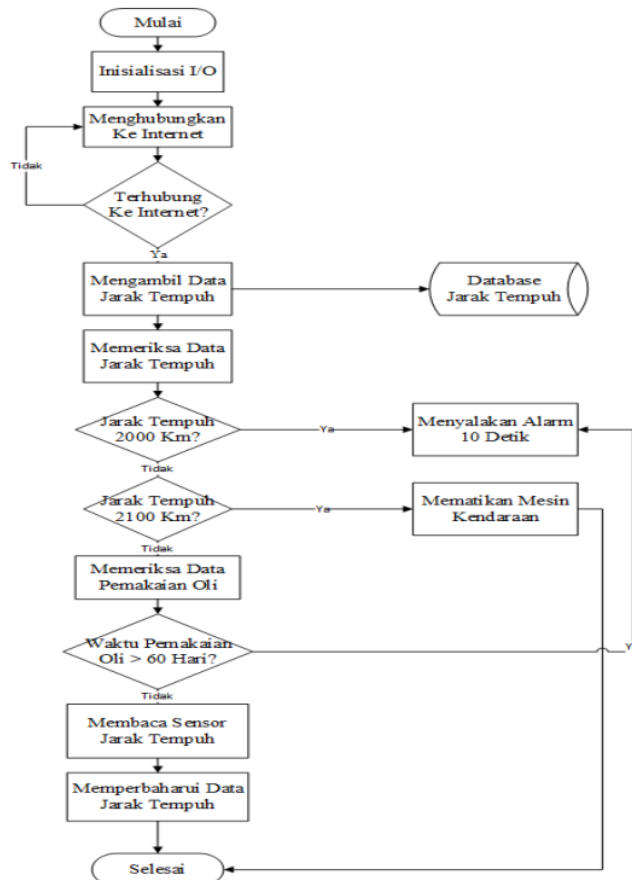 Mulai
Inisialisasi I/O
Menghubungkan
Ke Internet
Tidak
Terhubung
Ke Internet?
Ya
Mengambil Data
Jarak Tempuh
Database
Jarak Tempuh
Memeriksa Data
Jarak Tempuh
Jarak Tempuh
2000 Km?
Ya
Menyalakan Alarm
10 Detik
Tidak
Jarak Tempuh
2100 Km?
Ya
Mematikan Mesin
Kendaraan
Tidak
Memeriksa Data
Pemakaian Oli
Waktu Pemakaian
Oli > 60 Hari?
Y
Tidak
Membaca Sensor
Jarak Tempuh
Memperbaharui Data
Jarak Tempuh
Selesai